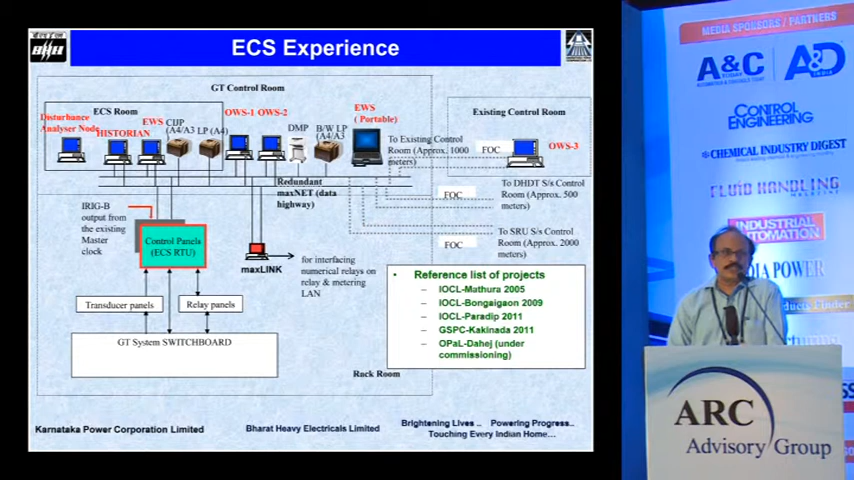 ECS Experience
GT Control Room
ECS Room
Disturbance
Analyser Node
HISTORIAN
EWS
CIJP
(A4/A3
LP (A4)
OWS-1 OWS-2
DMP
B/W LP
(A4/A3
EWS
(Portable)
Existing Control Room
OWS-3
To Existing Control
Room (Approx. 1000
meters)
FOC
Redundant
maxNET (data
highway)
FOC
To DHDT S/s Control
Room (Approx. 500
meters)
FOC
To SRU S/s Control
Room (Approx. 2000
meters)
IRIG-B
output from
the existing
Master
clock
Control Panels
(ECS RTU)
maxLINK
for interfacing
numerical relays on
relay & metering
LAN
Transducer panels
Relay panels
GT System SWITCHBOARD
Rack Room
• Reference list of projects
– IOCL-Mathura 2005
– IOCL-Bongaigaon 2009
– IOCL-Paradip 2011
– GSPC-Kakinada 2011
– OPaL-Dahej (under
commissioning)
Karnataka Power Corporation Limited
Bharat Heavy Electricals Limited
Brightening Lives .. Powering Progress..
Touching Every Indian Home...
MEDIA SPONSORS / PARTNERS
A&C
TODAY
A&D
INDIA
CONTROL
ENGINEERING
CHEMICAL INDUSTRY DIGEST
FLUID HANDLING
INDUSTRIAL
AUTOMATION
POWER
Finder
ARC
Advisory Group